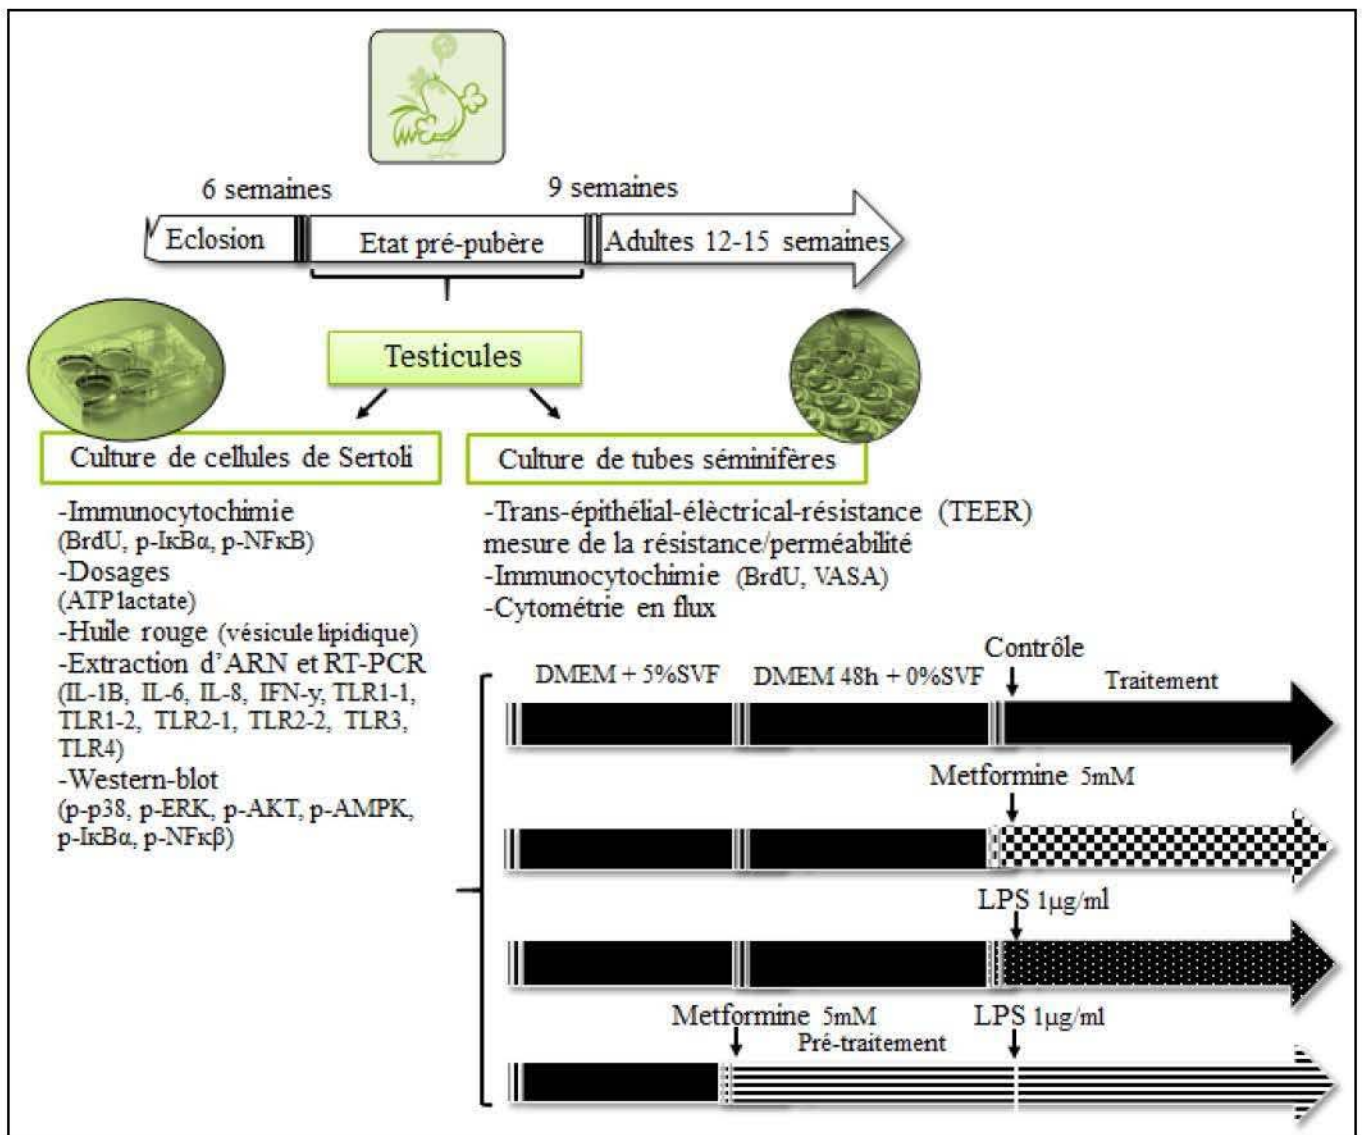 6 semaines
9 semaines
Eclosion
Etat pré-pubère
Adultes 12-15 semaines
Testicules
Culture de cellules de Sertoli
-Immunocytochimie
(BrdU, p-IκBα, p-NFκB)
-Dosages
(ATP lactate)
-Huile rouge (vésicule lipidique)
-Extraction d’ARN et RT-PCR
(IL-1B, IL-6, IL-8, IFN-y, TLR1-1,
TLR1-2, TLR2-1, TLR2-2, TLR3,
TLR4)
-Western-blot
(p-p38, p-ERK, p-AKT, p-AMPK,
p-IκBα, p-NFκβ)
Culture de tubes séminifères
-Trans-épithélial-élèctrical-résistance (TEER)
mesure de la résistance/perméabilité
-Immunocytochimie (BrdU, VASA)
-Cytométrie en flux
Contrôle
DMEM + 5%SVF
DMEM 48h + 0%SVF
Traitement
Metformine 5mM
LPS 1µg/ml
Metformine 5mM
LPS 1µg/ml
Pré-traitement